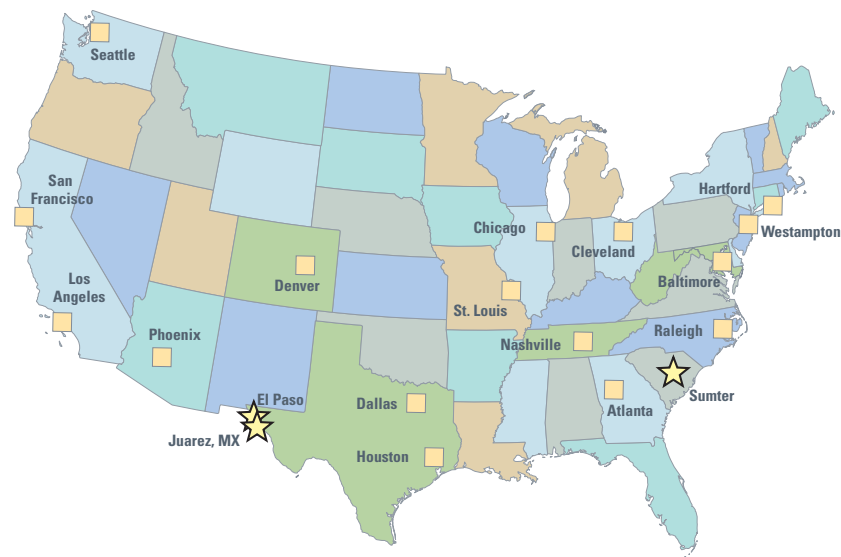 Seattle
San
Francisco
Los
Angeles
Phoenix
Denver
El Paso
Juarez, MX
Dallas
Houston
St. Louis
Chicago
Nashville
Cleveland
Hartford
Westampton
Baltimore
Raleigh
Sumter
Atlanta